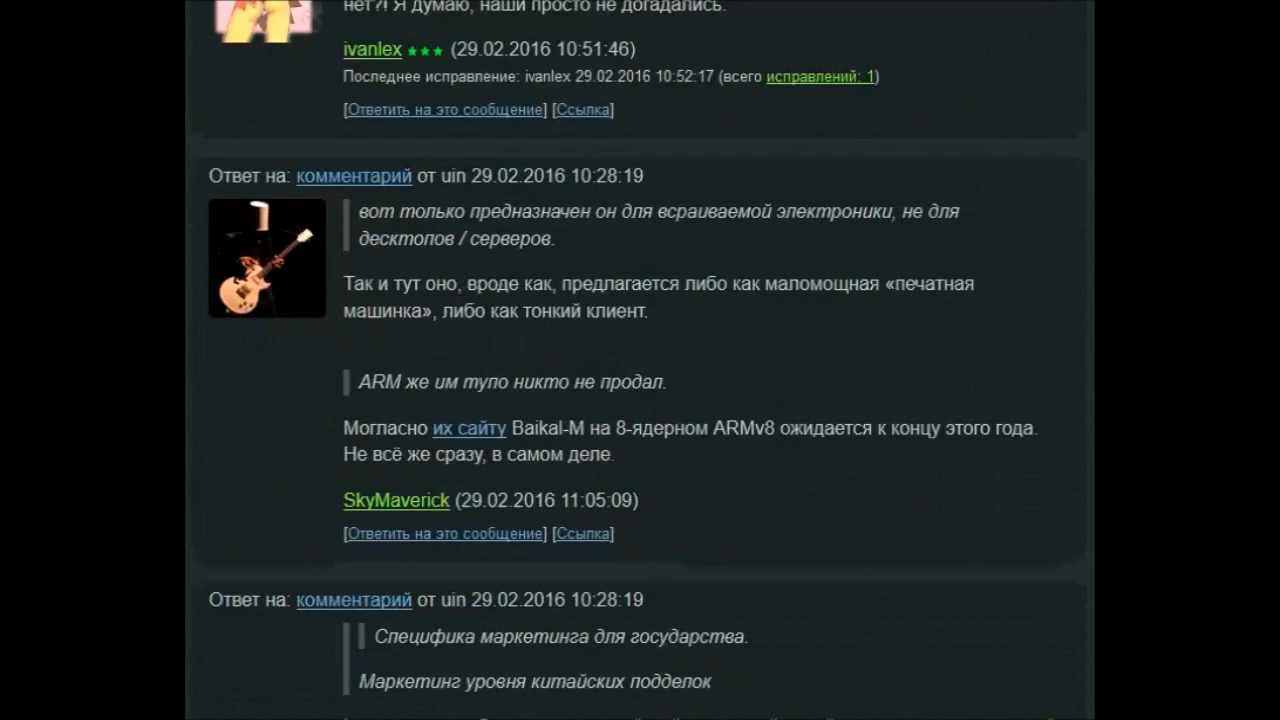 нет?! Я думаю, наши просто не догадались.
ivanlex ★★★ (29.02.2016 10:51:46)
Последнее исправление: ivanlex 29.02.2016 10:52:17 (всего исправлений: 1)
[Ответить на это сообщение] [Ссылка]
Ответ на: комментарий от uin 29.02.2016 10:28:19
вот только предназначен он для всраиваемой электроники, не для
десктопов / серверов.
Так и тут оно, вроде как, предлагается либо как маломощная «печатная
машинка», либо как тонкий клиент.
ARM же им тупо никто не продал.
Могласно их сайту Baikal-M на 8-ядерном ARMv8 ожидается к концу этого года.
Не всё же сразу, в самом деле.
SkyMaverick (29.02.2016 11:05:09)
[Ответить на это сообщение] [Ссылка]
Ответ на: комментарий от uin 29.02.2016 10:28:19
Специфика маркетинга для государства.
Маркетинг уровня китайских подделок